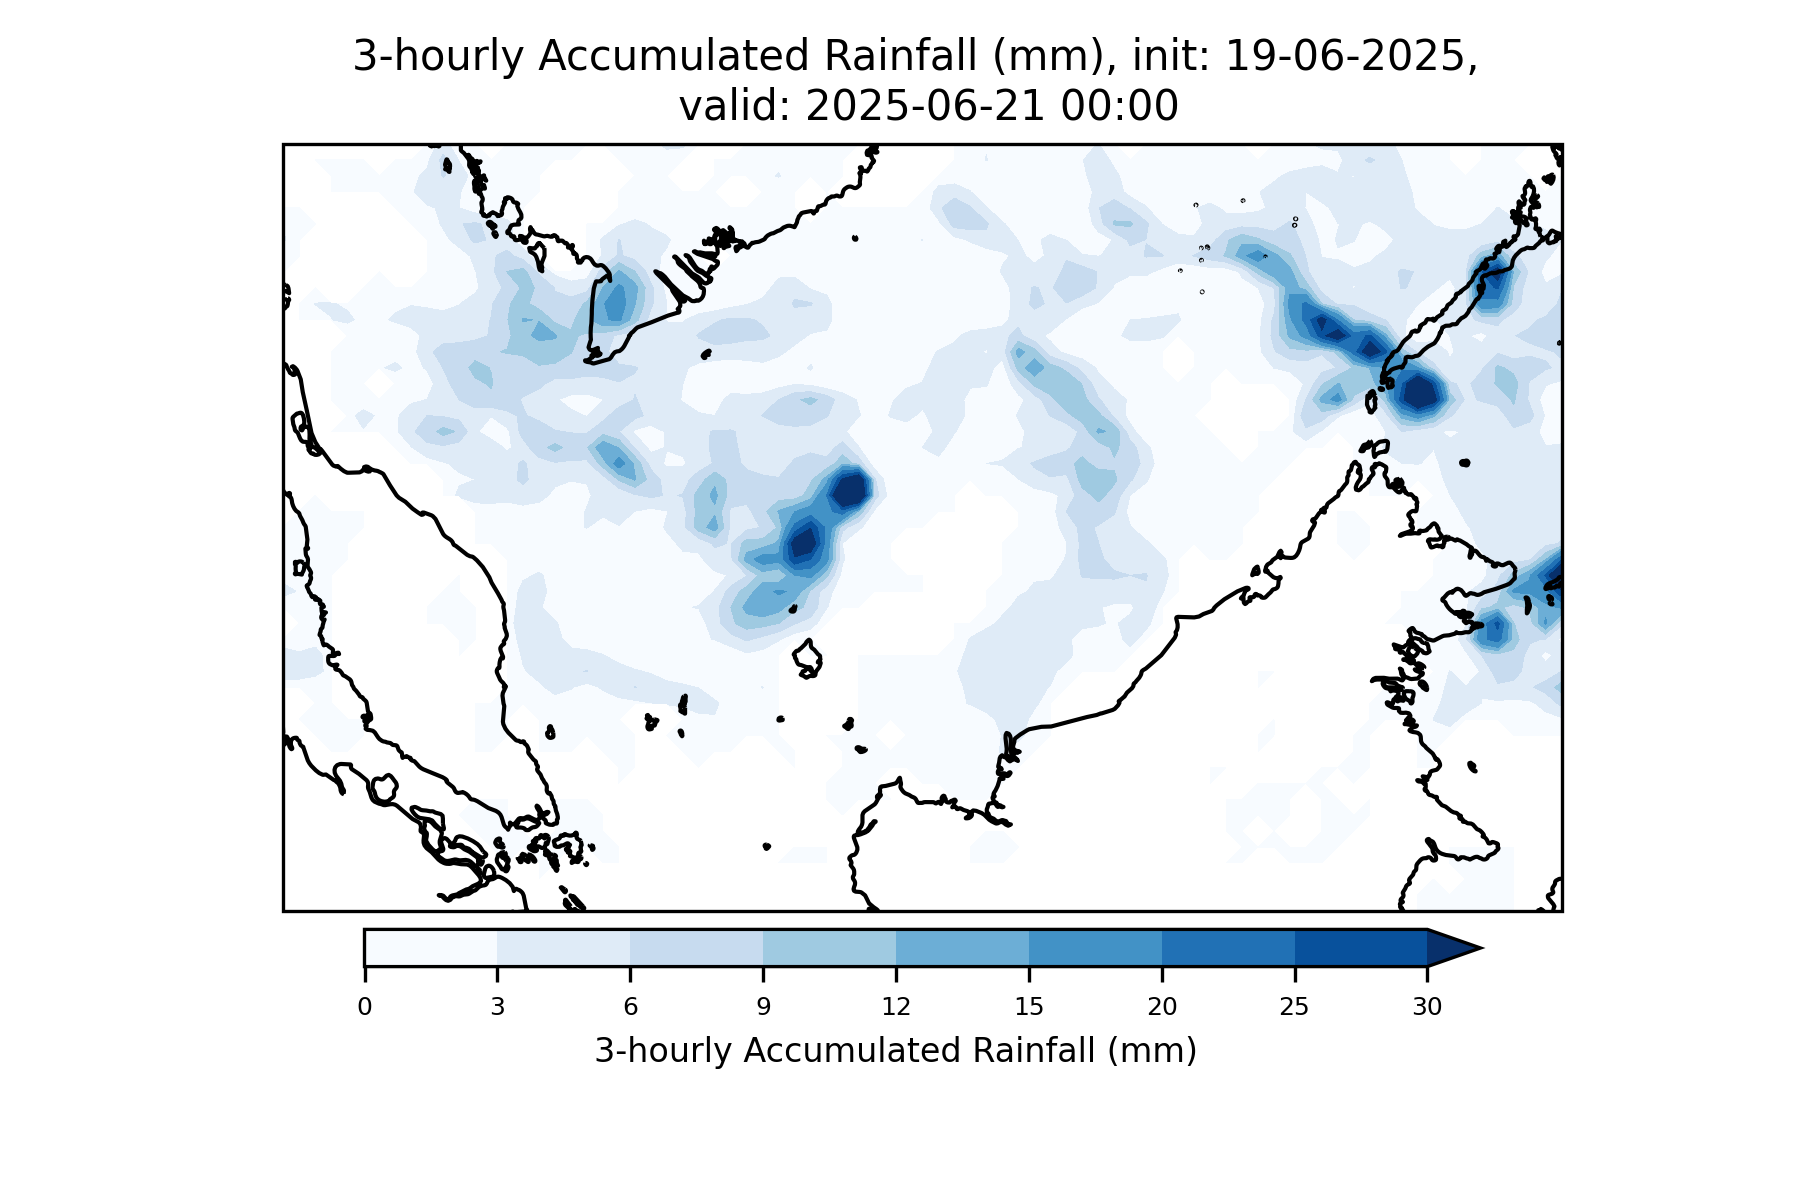 3-hourly Accumulated Rainfall (mm), init: 19-06-2025,
valid: 2025-06-21 00:00
0 3 6 9 12 15 20 25 30
3-hourly Accumulated Rainfall (mm)